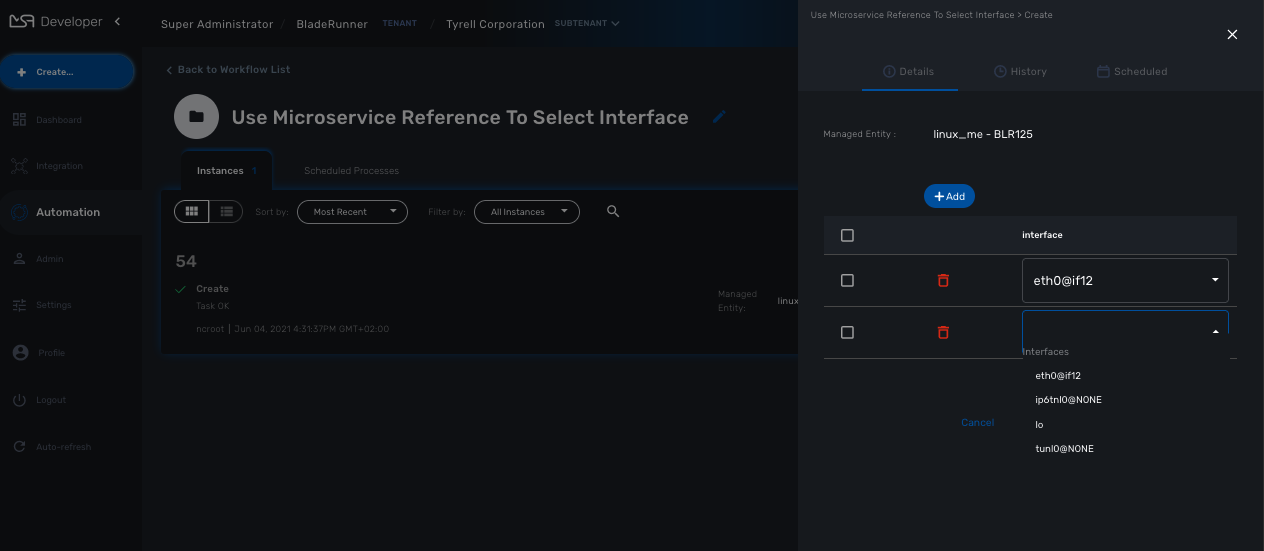 MSA Developer
Super Administrator / BladeRunner TENANT / Tyrell Corporation SUBTENANT
Use Microservice Reference To Select Interface > Create
Create...
Dashboard
Integration
Automation
Admin
Settings
Profile
Logout
Auto-refresh
Back to Workflow List
Use Microservice Reference To Select Interface
Instances 1
Scheduled Processes
Sort by: Most Recent
Filter by: All Instances
54
Create
Task OK
ncroot | Jun 04, 2021 4:31:37PM GMT+02:00
Managed
Entity:
linux
Details
History
Scheduled
Managed Entity : linux_me - BLR125
+Add
interface
eth0@if12
Interfaces
eth0@if12
ip6tnl0@NONE
lo
tunl0@NONE
Cancel